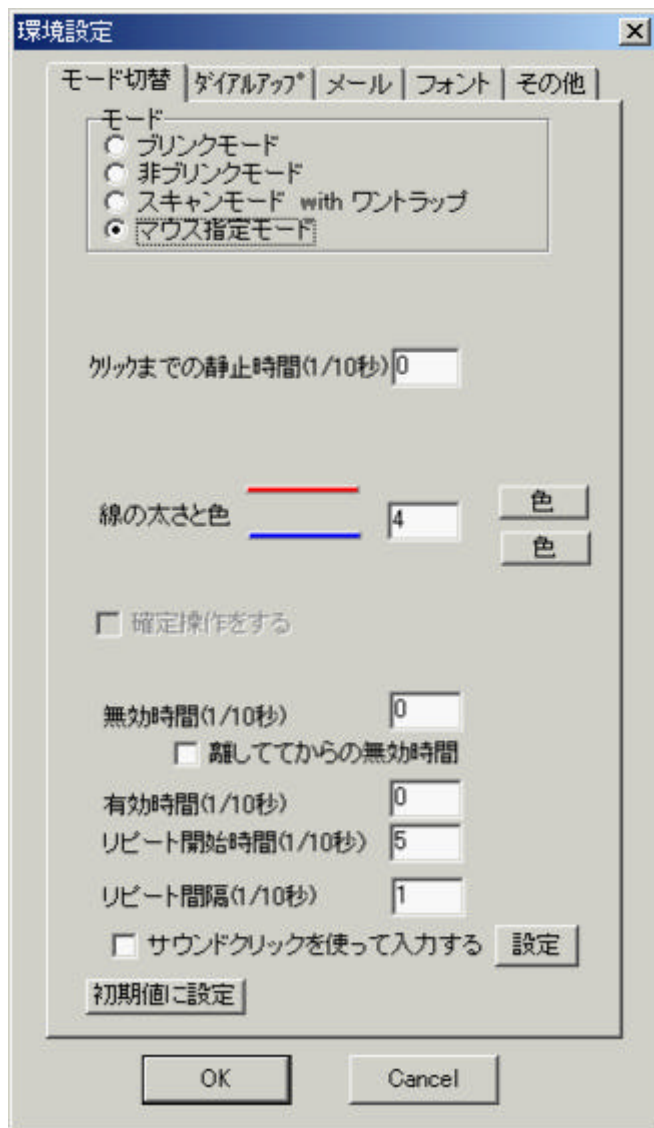 環境設定
モード切替 ﾀﾞｲｱﾙｱｯﾌﾟ メール フォント その他
モード
ブリンクモード
非ブリンクモード
スキャンモード with ワントラップ
マウス指定モード
ｸﾘｯｸまでの静止時間(1/10秒) 0
線の太さと色 4 色
色
確定操作をする
無効時間(1/10秒) 0
離しててからの無効時間
有効時間(1/10秒) 0
リピート開始時間(1/10秒) 5
リピート間隔(1/10秒) 1
サウンドクリックを使って入力する 設定
初期値に設定
OK Cancel